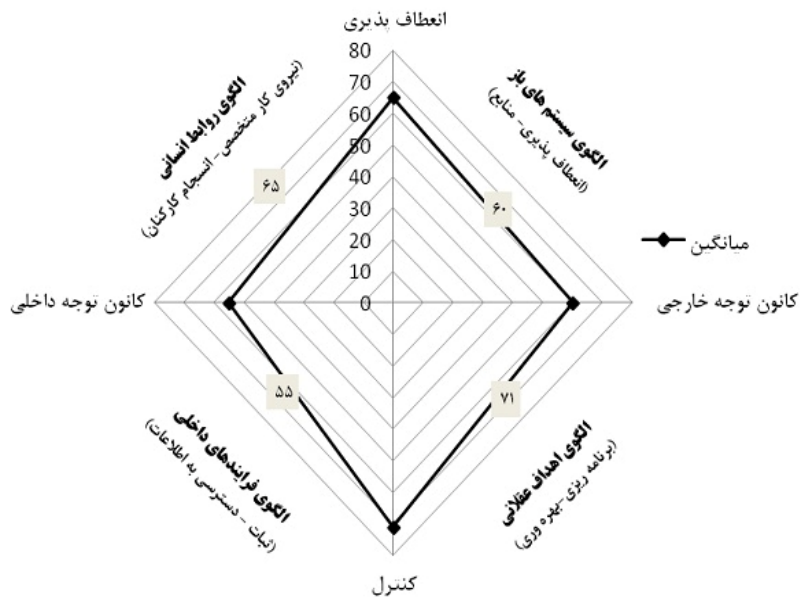 انعطاف پذیری
80
70
60
50
40
30
20
10
0
الگوی سیستم های باز
(انعطاف پذیری- منابع)
الگوی روابط انسانی
(نیروی کار متخصص- انسجام کارکنان)
۶۵
۶۰
میانگین
کانون توجه خارجی
کانون توجه داخلی
۵۵
۷۱
الگوی فرایندهای داخلی
(ثبات - دسترسی به اطلاعات)
الگوی اهداف عقلانی
(برنامه ریزی-بهره وری)
کنترل